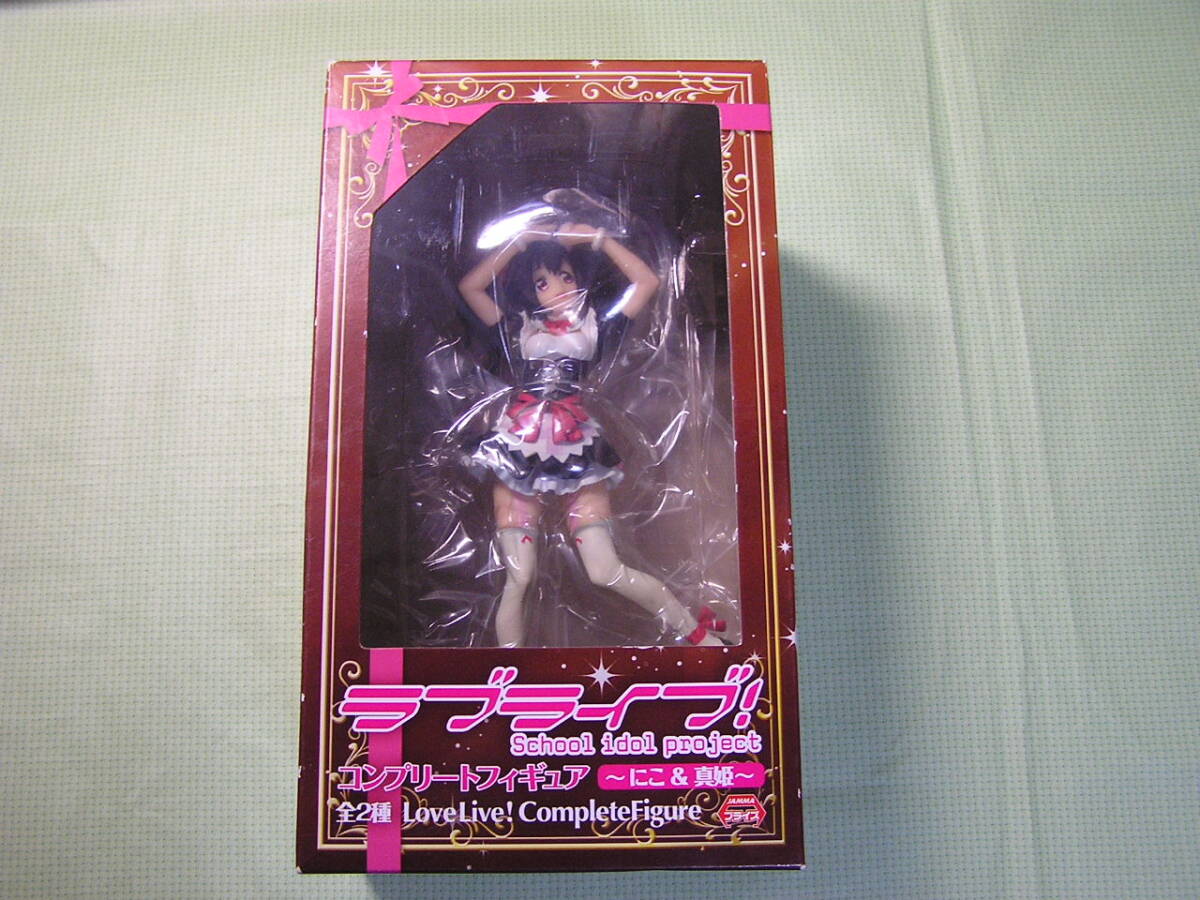 ラブライブ!
School idol project
コンプリートフィギュア ～にこ & 真姫～
全2種 LoveLive! CompleteFigure
JAMMA
プライズ